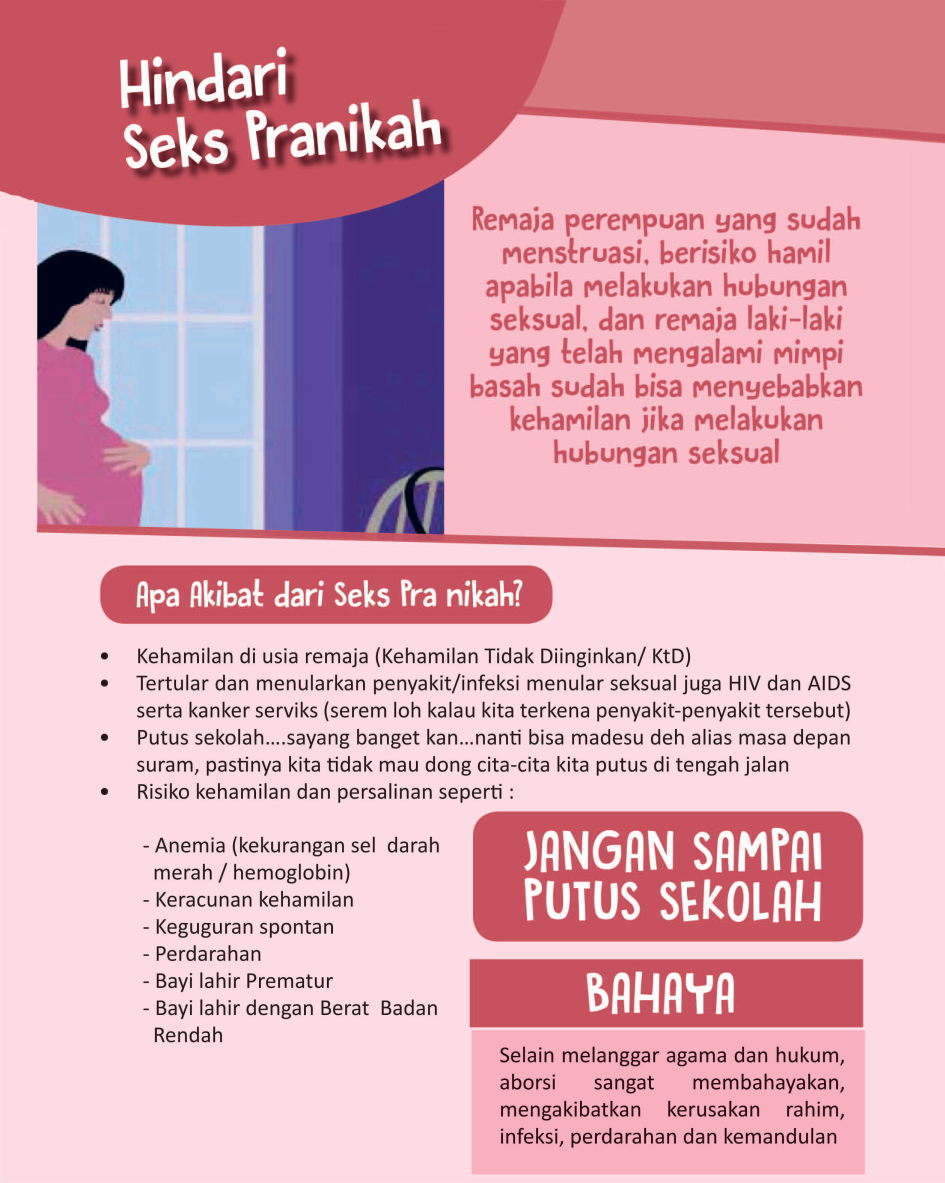 Hindari
Seks Pranikah
Remaja perempuan yang sudah
menstruasi, berisiko hamil
apabila melakukan hubungan
seksual, dan remaja laki-laki
yang telah mengalami mimpi
basah sudah bisa menyebabkan
kehamilan jika melakukan
hubungan seksual
Apa Akibat dari Seks Pra nikah?
• Kehamilan di usia remaja (Kehamilan Tidak Diinginkan/ KtD)
• Tertular dan menularkan penyakit/infeksi menular seksual juga HIV dan AIDS
serta kanker serviks (serem loh kalau kita terkena penyakit-penyakit tersebut)
• Putus sekolah....sayang banget kan...nanti bisa madesu deh alias masa depan
suram, pastinya kita tidak mau dong cita-cita kita putus di tengah jalan
• Risiko kehamilan dan persalinan seperti :
- Anemia (kekurangan sel darah
merah / hemoglobin)
- Keracunan kehamilan
- Keguguran spontan
- Perdarahan
- Bayi lahir Prematur
- Bayi lahir dengan Berat Badan
Rendah
JANGAN SAMPAI
PUTUS SEKOLAH
BAHAYA
Selain melanggar agama dan hukum,
aborsi sangat membahayakan,
mengakibatkan kerusakan rahim,
infeksi, perdarahan dan kemandulan